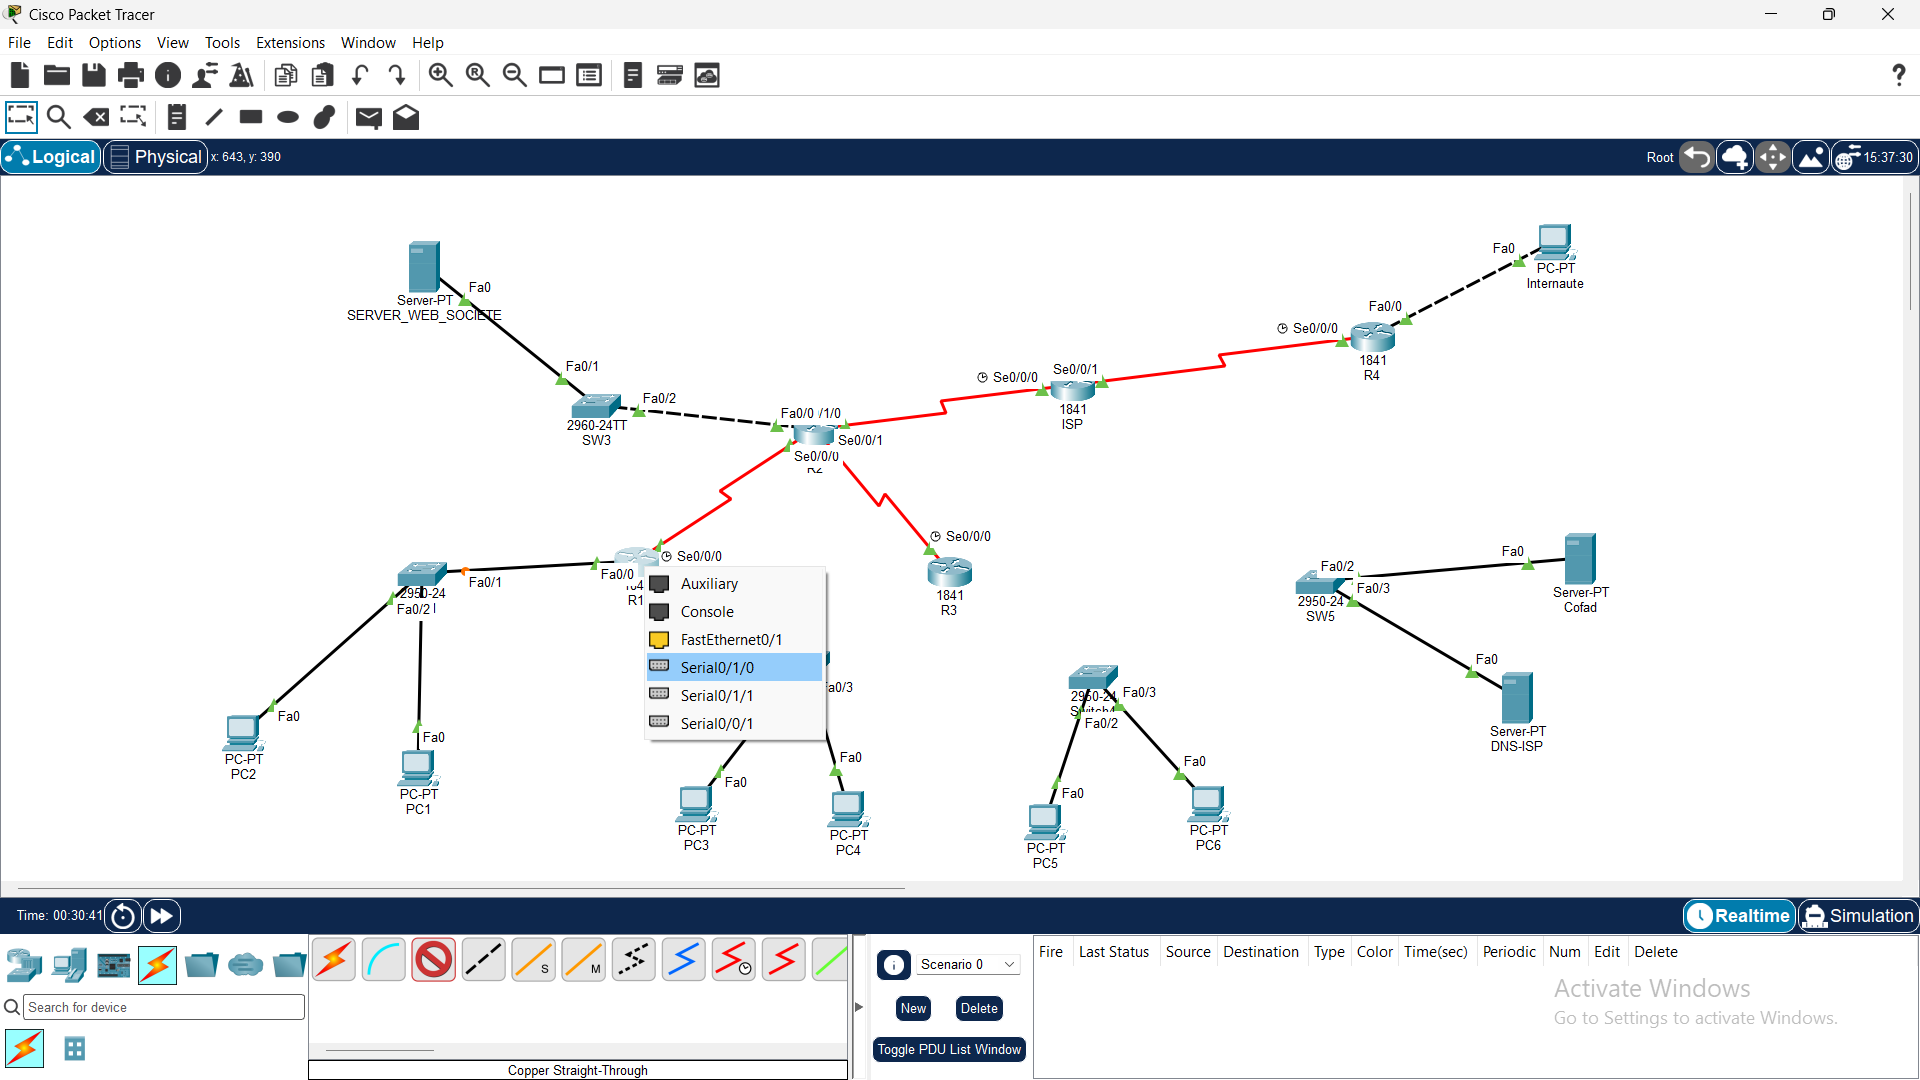 Cisco Packet Tracer
File Edit Options View Tools Extensions Window Help
Logical Physical x: 643, y: 390 Root 15:37:30
Fa0
Server-PT
SERVER_WEB_SOCIETE
Fa0/1
Fa0/2
2960-24TT
SW3
Fa0/0 /1/0
Se0/0/1
Se0/0/0
R2
Se0/0/0
Se0/0/1
1841
ISP
Se0/0/0
Fa0/0
1841
R4
Fa0
PC-PT
Internaute
Se0/0/0
Fa0/0
R1
Fa0/1
2950-24
Fa0/2
Se0/0/0
1841
R3
Auxiliary
Console
FastEthernet0/1
Serial0/1/0
Serial0/1/1
Serial0/0/1
a0/3
Fa0
PC-PT
PC2
Fa0
PC-PT
PC1
Fa0
PC-PT
PC3
Fa0
PC-PT
PC4
2950-24
Switch4
Fa0/3
Fa0/2
Fa0
PC-PT
PC5
Fa0
PC-PT
PC6
Fa0/2
Fa0/3
2950-24
SW5
Fa0
Server-PT
Cofad
Fa0
Server-PT
DNS-ISP
Time: 00:30:41 Realtime Simulation
S M
Search for device
Copper Straight-Through
Scenario 0
New Delete
Toggle PDU List Window
Fire Last Status Source Destination Type Color Time(sec) Periodic Num Edit Delete
Activate Windows
Go to Settings to activate Windows.